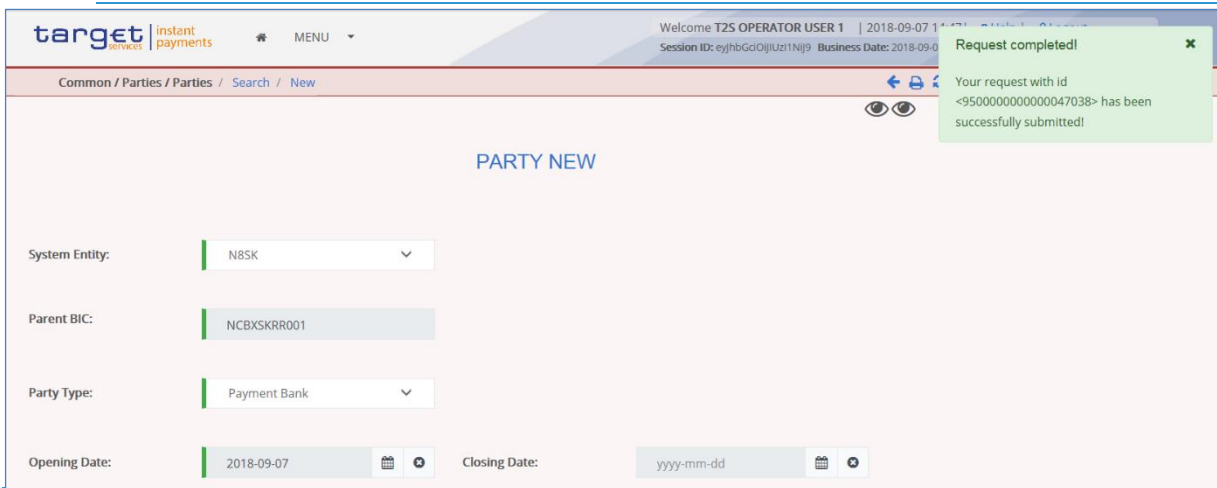 target services instant payments
MENU
Welcome T2S OPERATOR USER 1 | 2018-09-07
Session ID: eyJhbGciOiJIUzI1NiJ9 Business Date: 2018-09-0
Request completed!
Your request with id
<9500000000000047038> has been
successfully submitted!
Common / Parties / Parties / Search / New
PARTY NEW
System Entity: N8SK
Parent BIC: NCBXSKRR001
Party Type: Payment Bank
Opening Date: 2018-09-07 Closing Date: yyyy-mm-dd